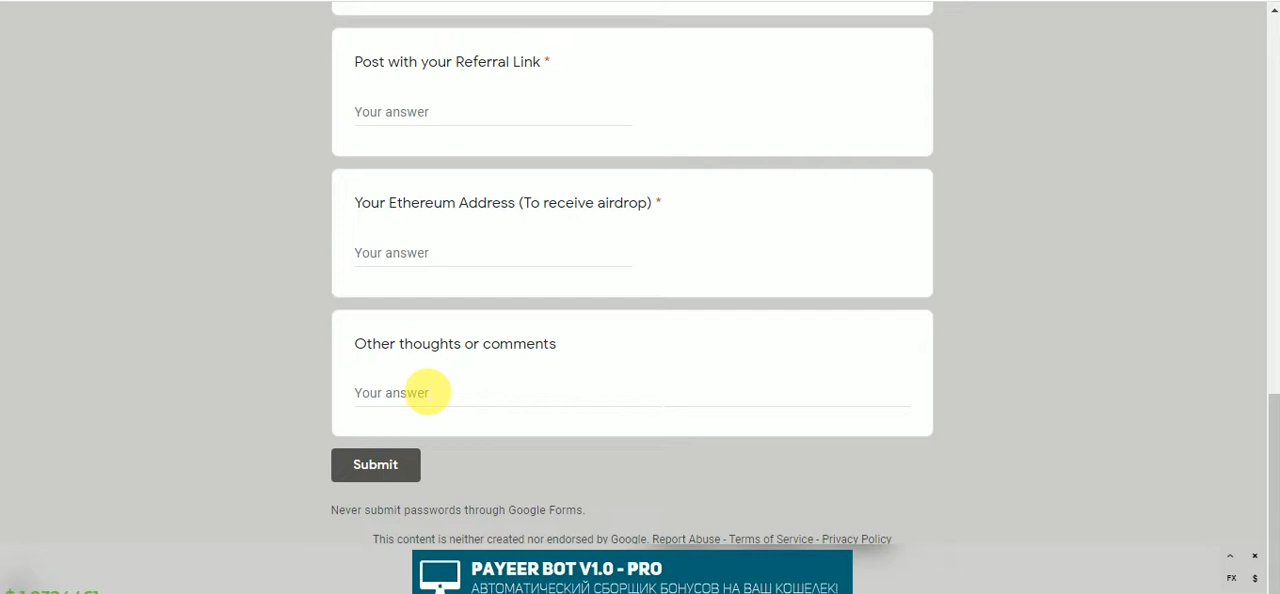 Post with your Referral Link *
Your answer
Your Ethereum Address (To receive airdrop) *
Your answer
Other thoughts or comments
Your answer
Submit
Never submit passwords through Google Forms.
This content is neither created nor endorsed by Google. Report Abuse - Terms of Service - Privacy Policy
PAYEER BOT V1.0 - PRO
АВТОМАТИЧЕСКИЙ СБОРЩИК БОНУСОВ НА ВАШ КОШЕЛЕК!
FX $